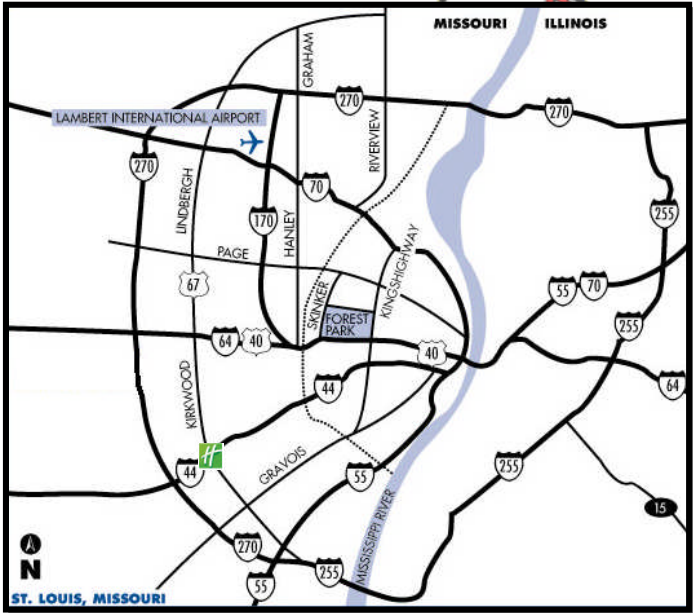 MISSOURI ILLINOIS
GRAHAM
270
270
LAMBERT INTERNATIONAL AIRPORT
RIVERVIEW
270
70
LINDBERGH
170
HANLEY
255
PAGE
KINGSHIGHWAY
67
SKINKER
55
70
FOREST
PARK
255
64
40
40
44
64
KIRKWOOD
H
44
GRAVOIS
55
255
MISSISSIPPI RIVER
15
270
N
255
55
ST. LOUIS, MISSOURI